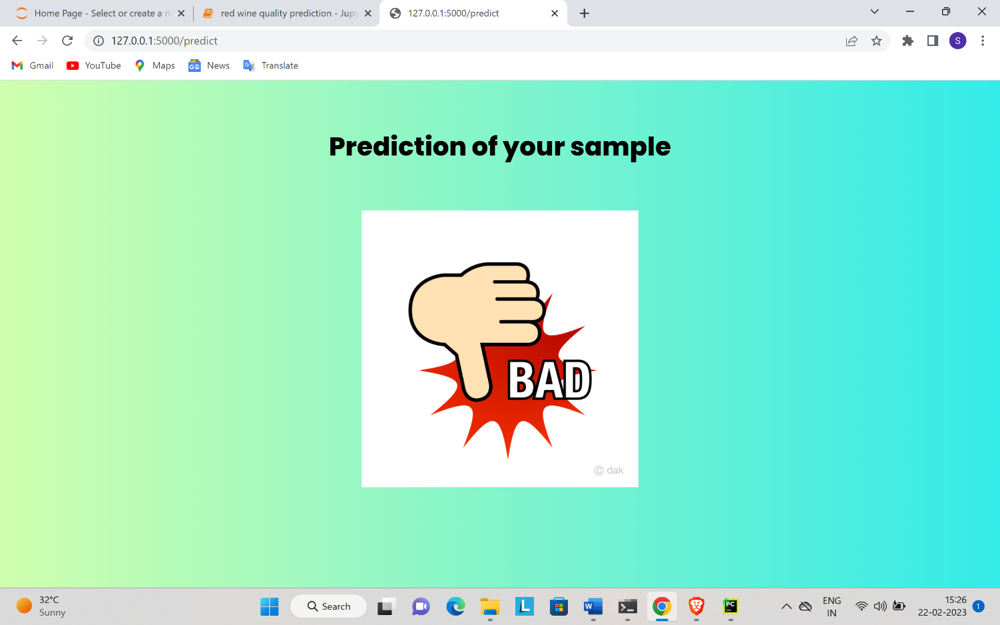 Home Page - Select or create a n
red wine quality prediction - Jupy
127.0.0.1:5000/predict
127.0.0.1:5000/predict
S
Gmail
YouTube
Maps
News
Translate
Prediction of your sample
BAD
© dak
32°C
Sunny
Search
ENG
IN
15:26
22-02-2023
1
L
W
PC